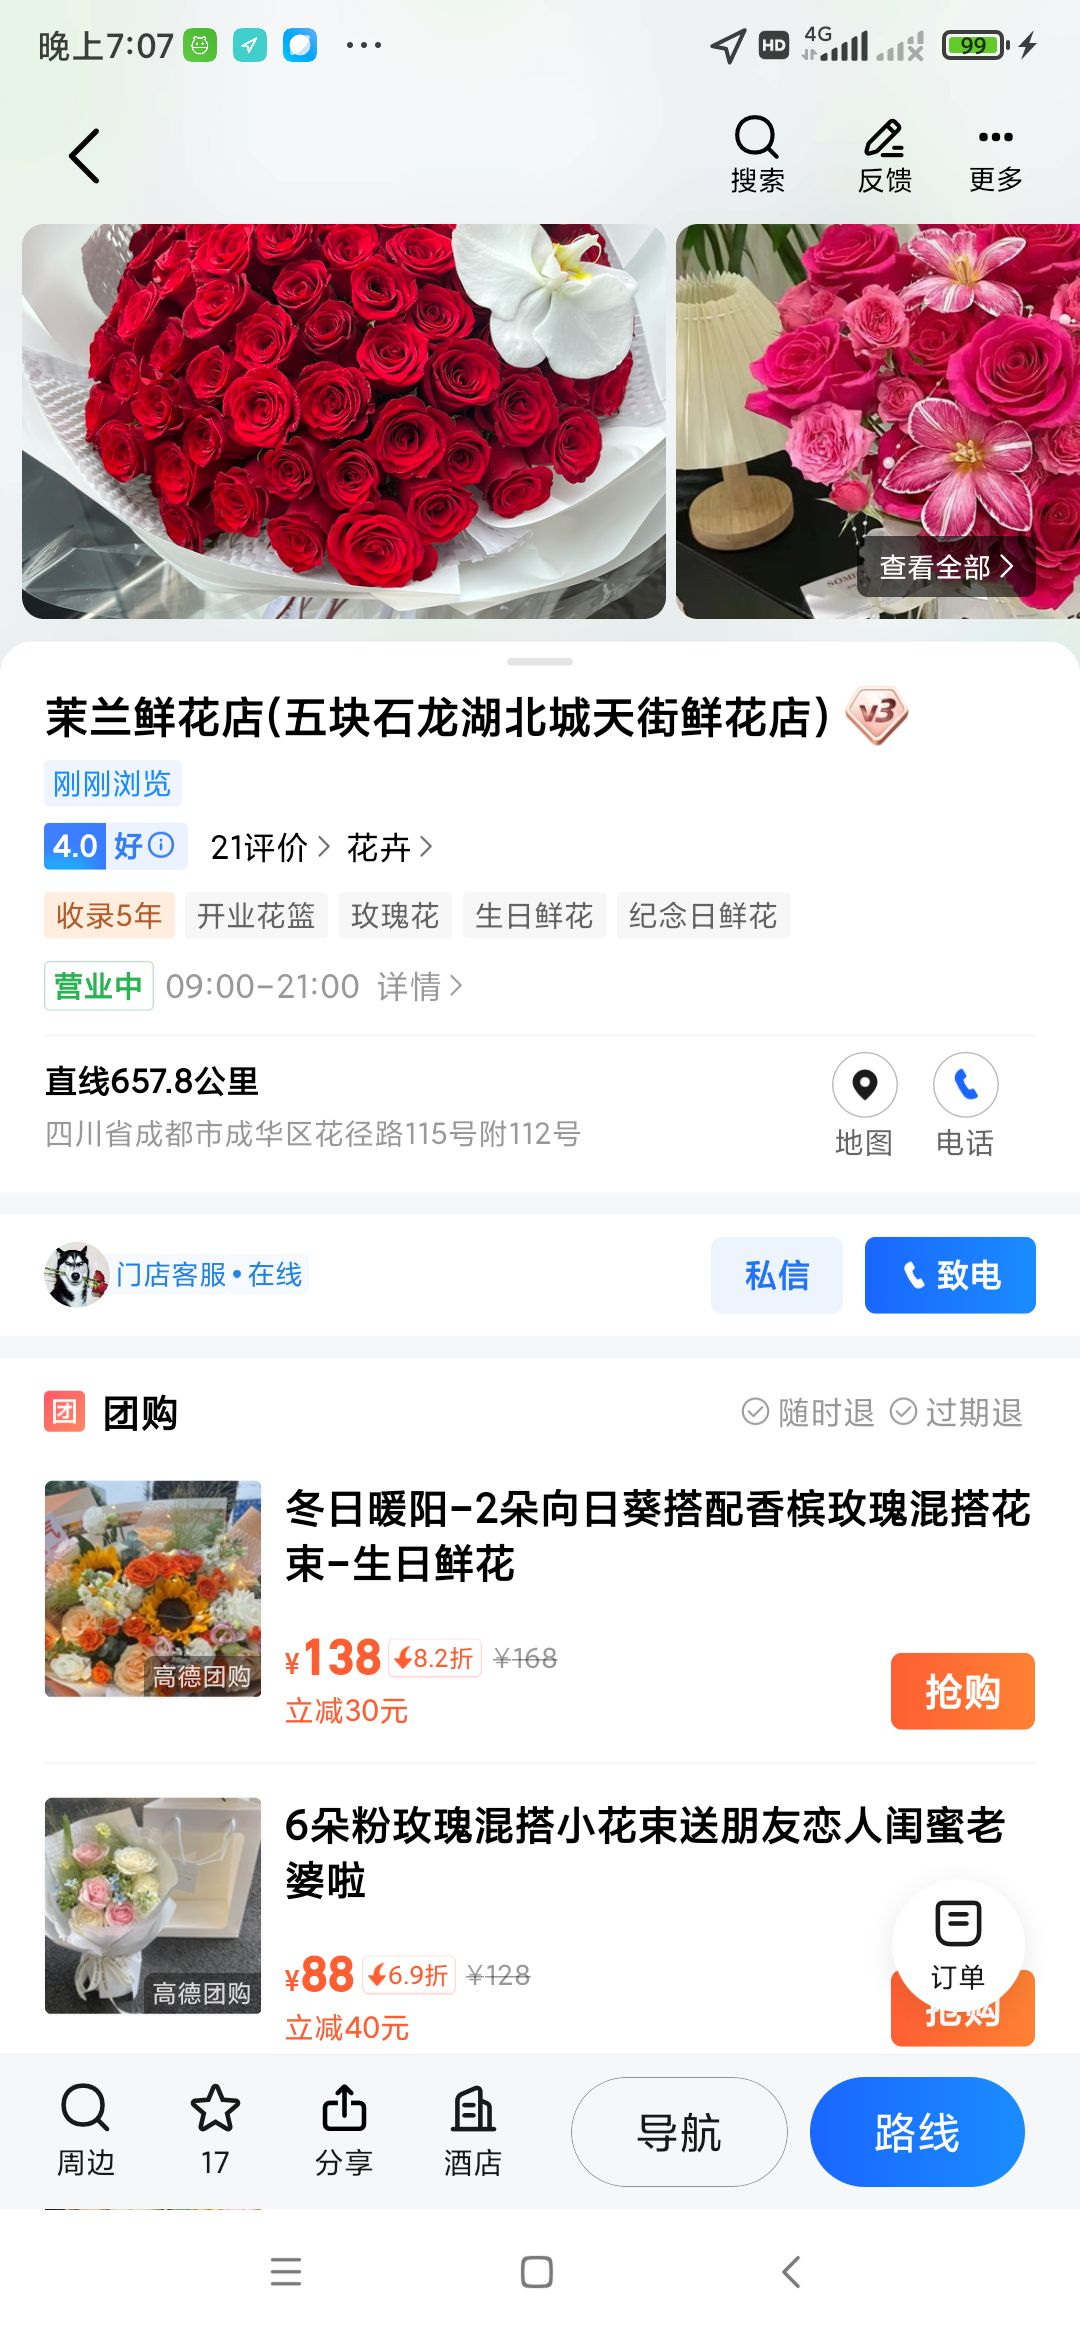 晚上7:07
HD
4G
99
搜索
反馈
更多
查看全部
茉兰鲜花店(五块石龙湖北城天街鲜花店)
v3
刚刚浏览
4.0 好
21评价
花卉
收录5年 开业花篮 玫瑰花 生日鲜花 纪念日鲜花
营业中 09:00-21:00 详情
直线657.8公里
四川省成都市成华区花径路115号附112号
地图
电话
门店客服•在线
私信
致电
团 团购
随时退 过期退
冬日暖阳-2朵向日葵搭配香槟玫瑰混搭花
束-生日鲜花
高德团购
¥138 8.2折 ¥168
立减30元
抢购
6朵粉玫瑰混搭小花束送朋友恋人闺蜜老
婆啦
高德团购
¥88 6.9折 ¥128
立减40元
订单
抢购
周边
17
分享
酒店
导航
路线